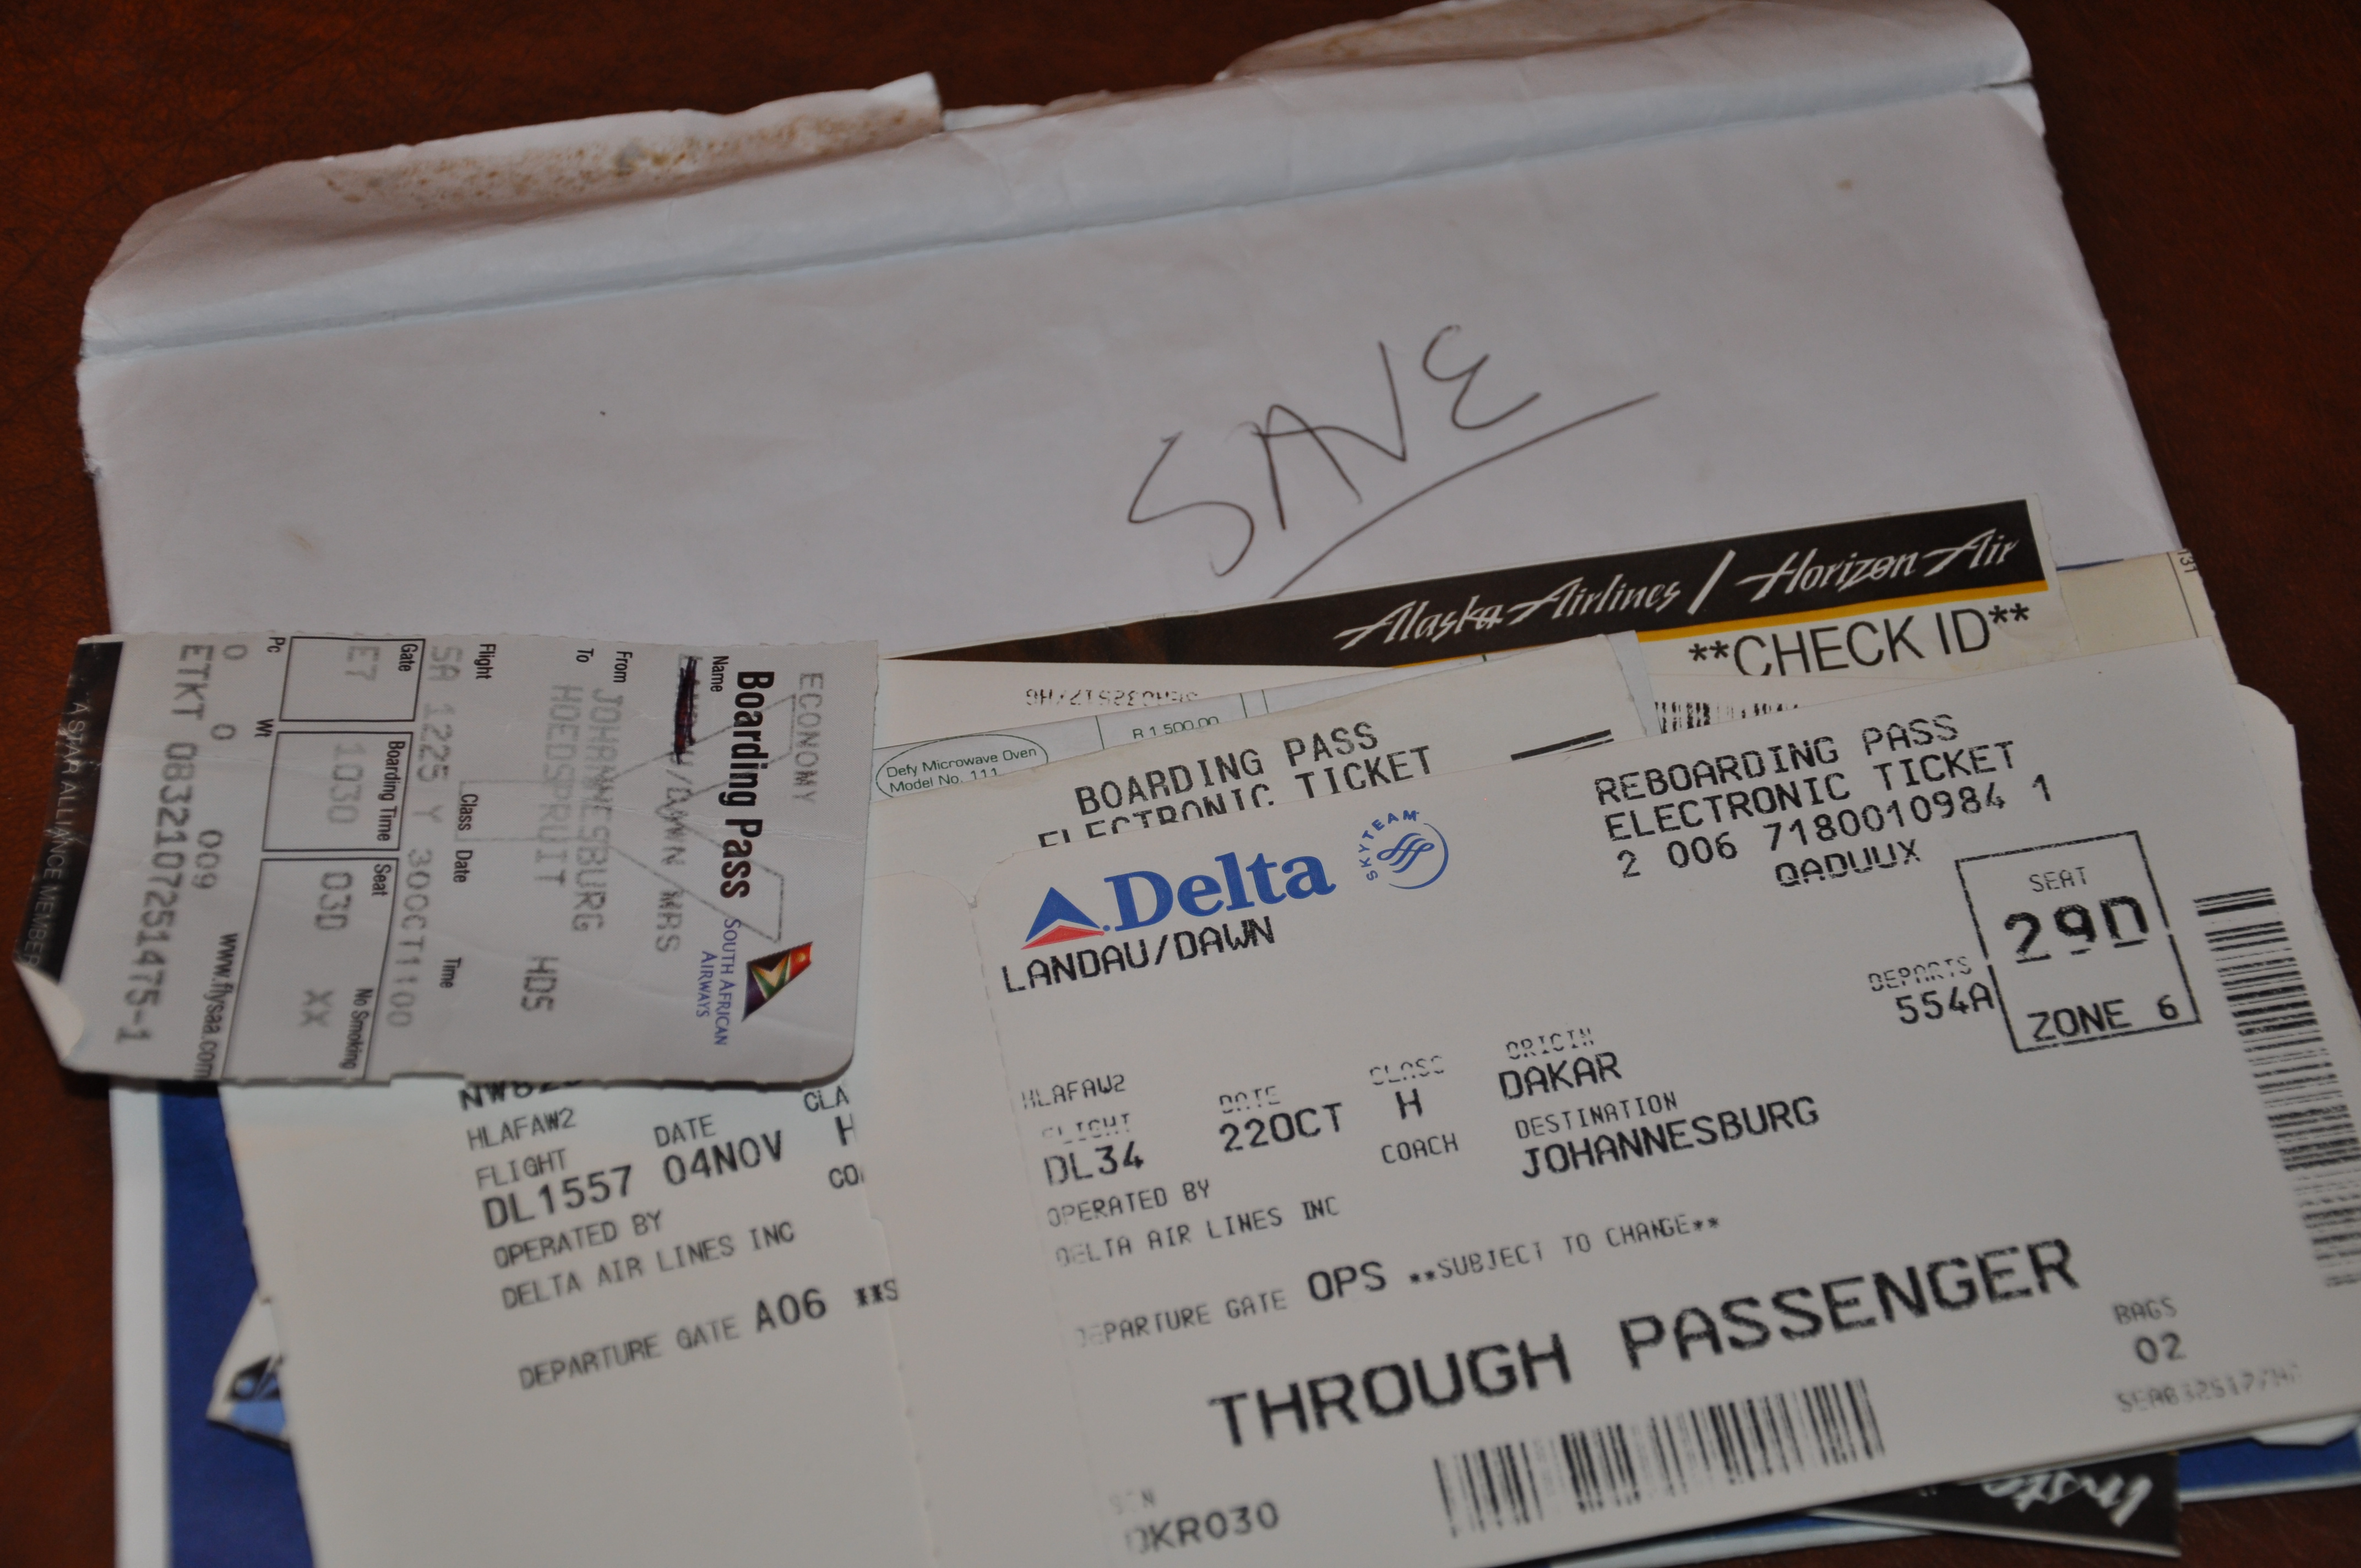 SAVE
Alaska Airlines / Horizon Air
**CHECK ID**
R 1,500.00
Defy Microwave Oven
Model No. 111
BOARDING PASS
ELECTRONIC TICKET
REBOARDING PASS
ELECTRONIC TICKET
2 006 7180010984 1
QADUUX
Delta
SKYTEAM
LANDAU/DAWN
SEAT
29D
ZONE 6
DEPARTS
554A
HLAFAW2
FLIGHT DATE CLASS ORIGIN
DL34 22OCT H DAKAR
COACH DESTINATION
JOHANNESBURG
OPERATED BY
DELTA AIR LINES INC
DEPARTURE GATE OPS **SUBJECT TO CHANGE**
THROUGH PASSENGER
BAGS
02
DKR030
ECONOMY
Boarding Pass
SOUTH AFRICAN
AIRWAYS
Name
/DAWN MRS
From
JOHANNESBURG
To
HOEDSPRUIT HDS
Flight Class Date Time
SA 1225 Y 30OCT1100
Gate Boarding Time Seat No Smoking
E7 1030 03D XX
Pc Wt www.flysaa.com
0 0 009
ETKT 0832107251475-1
A STAR ALLIANCE MEMBER
HLAFAW2
FLIGHT DATE CLA
DL1557 04NOV H
OPERATED BY CO
DELTA AIR LINES INC
DEPARTURE GATE A06 **S